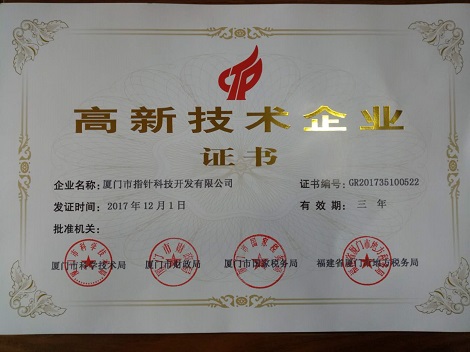 高新技术企业
证书
企业名称：厦门市指针科技开发有限公司 证书编号：GR201735100522
发证时间：2017年12月1日 有效期：三年
批准机关：
厦门市科学技术局 厦门市财政局 厦门市国家税务局 福建省厦门市地方税务局